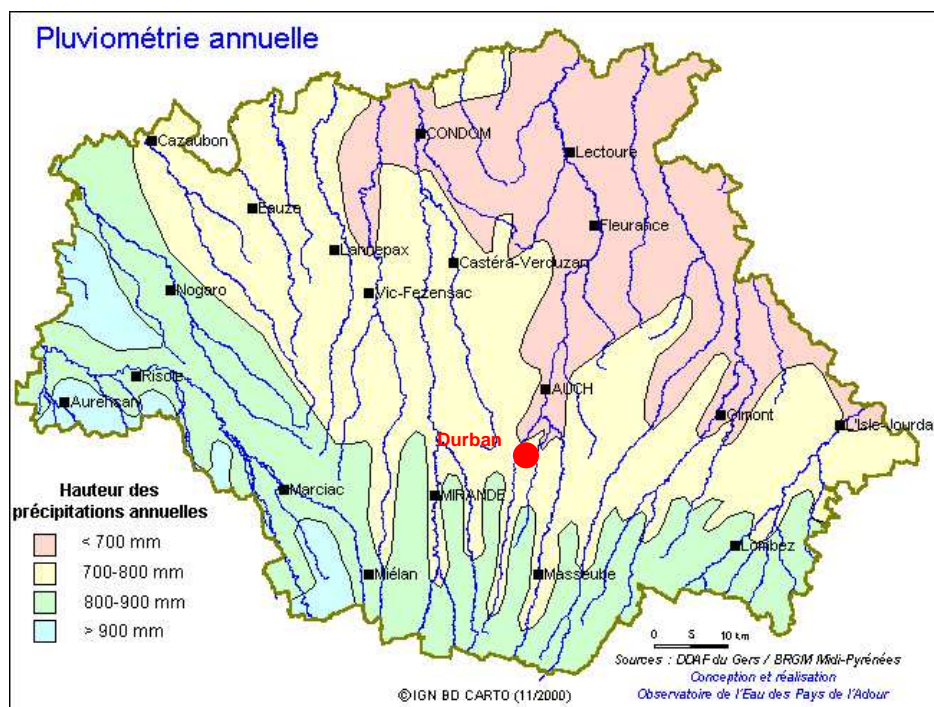 Pluviométrie annuelle
Cazaubon
CONDOM
Lectoure
Eauze
Fleurance
Lannepax
Castéra-Verduzan
Nogaro
Vic-Fezensac
Riscle
AUCH
Aurensan
Gimont
L'Isle-Jourda
Durban
Hauteur des
précipitations annuelles
Marciac
MIRANDE
< 700 mm
Lombez
700-800 mm
Miélan
Masseube
800-900 mm
> 900 mm
0 5 10 km
Sources : DDAF du Gers / BRGM Midi-Pyrénées
Conception et réalisation
©IGN BD CARTO (11/2000)
Observatoire de l'Eau des Pays de l'Adour